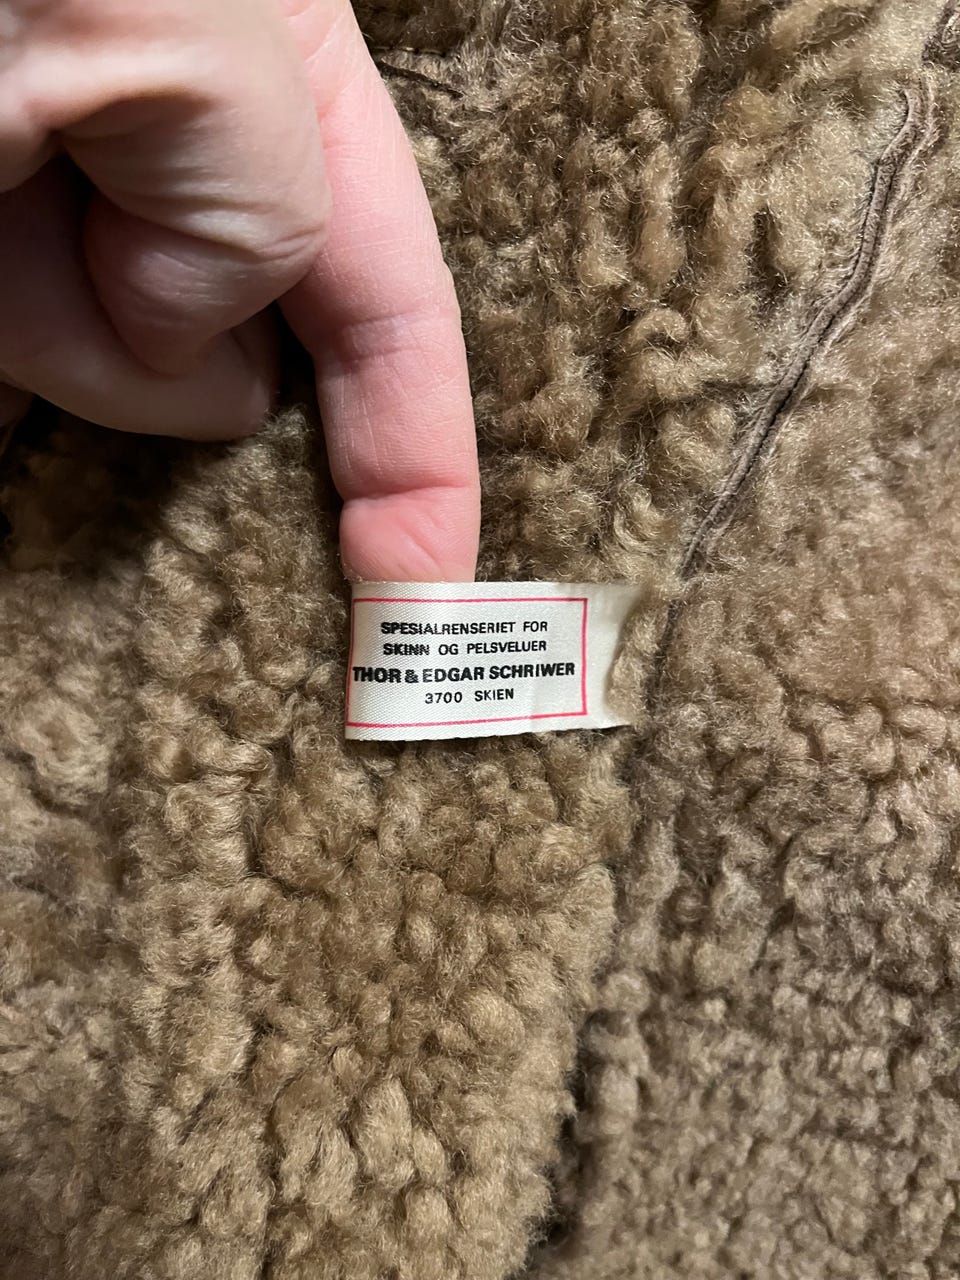 SPESIALRENSERIET FOR
SKINN OG PELSVELUER
THOR & EDGAR SCHRIWER
3700 SKIEN